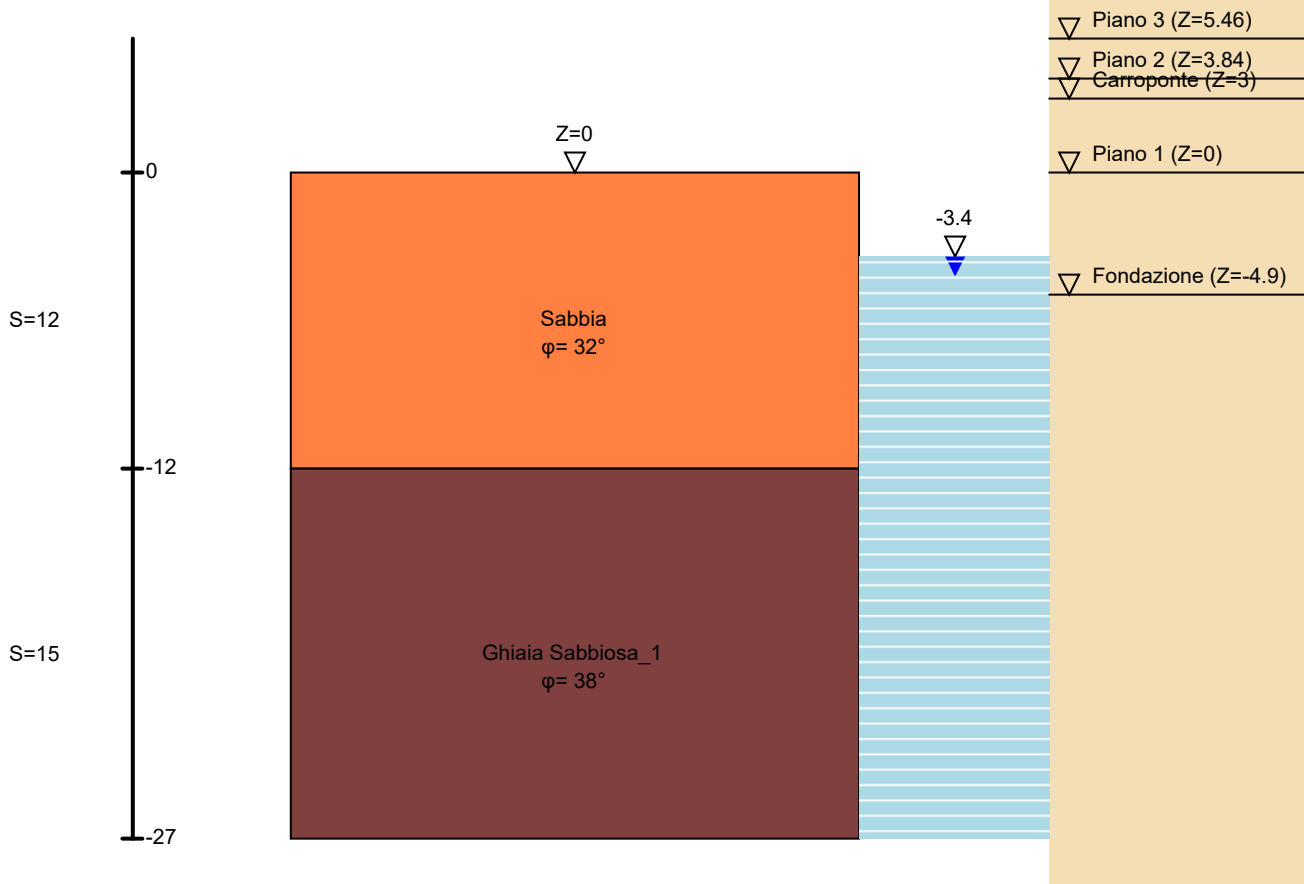 Piano 3 (Z=5.46)
Piano 2 (Z=3.84)
Carroponte (Z=3)
Z=0
Piano 1 (Z=0)
0
-3.4
Fondazione (Z=-4.9)
S=12
Sabbia
φ= 32°
-12
S=15
Ghiaia Sabbiosa_1
φ= 38°
-27